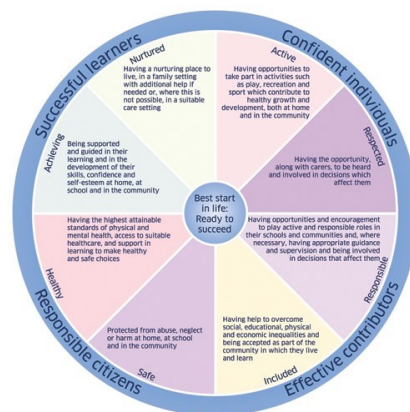 Successful learners
Confident individuals
Effective contributors
Responsible citizens
Best start
in life:
Ready to
succeed
Nurtured
Having a nurturing place to
live, in a family setting
with additional help if
needed or, where this
is not possible, in a suitable
care setting
Active
Having opportunities to
take part in activities such
as play, recreation and
sport which contribute to
healthy growth and
development, both at home
and in the community
Respected
Having the opportunity,
along with carers, to be heard
and involved in decisions which
affect them
Responsible
Having opportunities and encouragement
to play active and responsible roles in
their schools and communities and, where
necessary, having appropriate guidance
and supervision and being involved
in decisions that affect them
Included
Having help to overcome
social, educational, physical
and economic inequalities and
being accepted as part of the
community in which they live
and learn
Safe
Protected from abuse, neglect
or harm at home, at school
and in the community
Healthy
Having the highest attainable
standards of physical and
mental health, access to suitable
healthcare, and support in
learning to make healthy
and safe choices
Achieving
Being supported
and guided in their
learning and in the
development of their
skills, confidence and
self-esteem at home, at
school and in the community